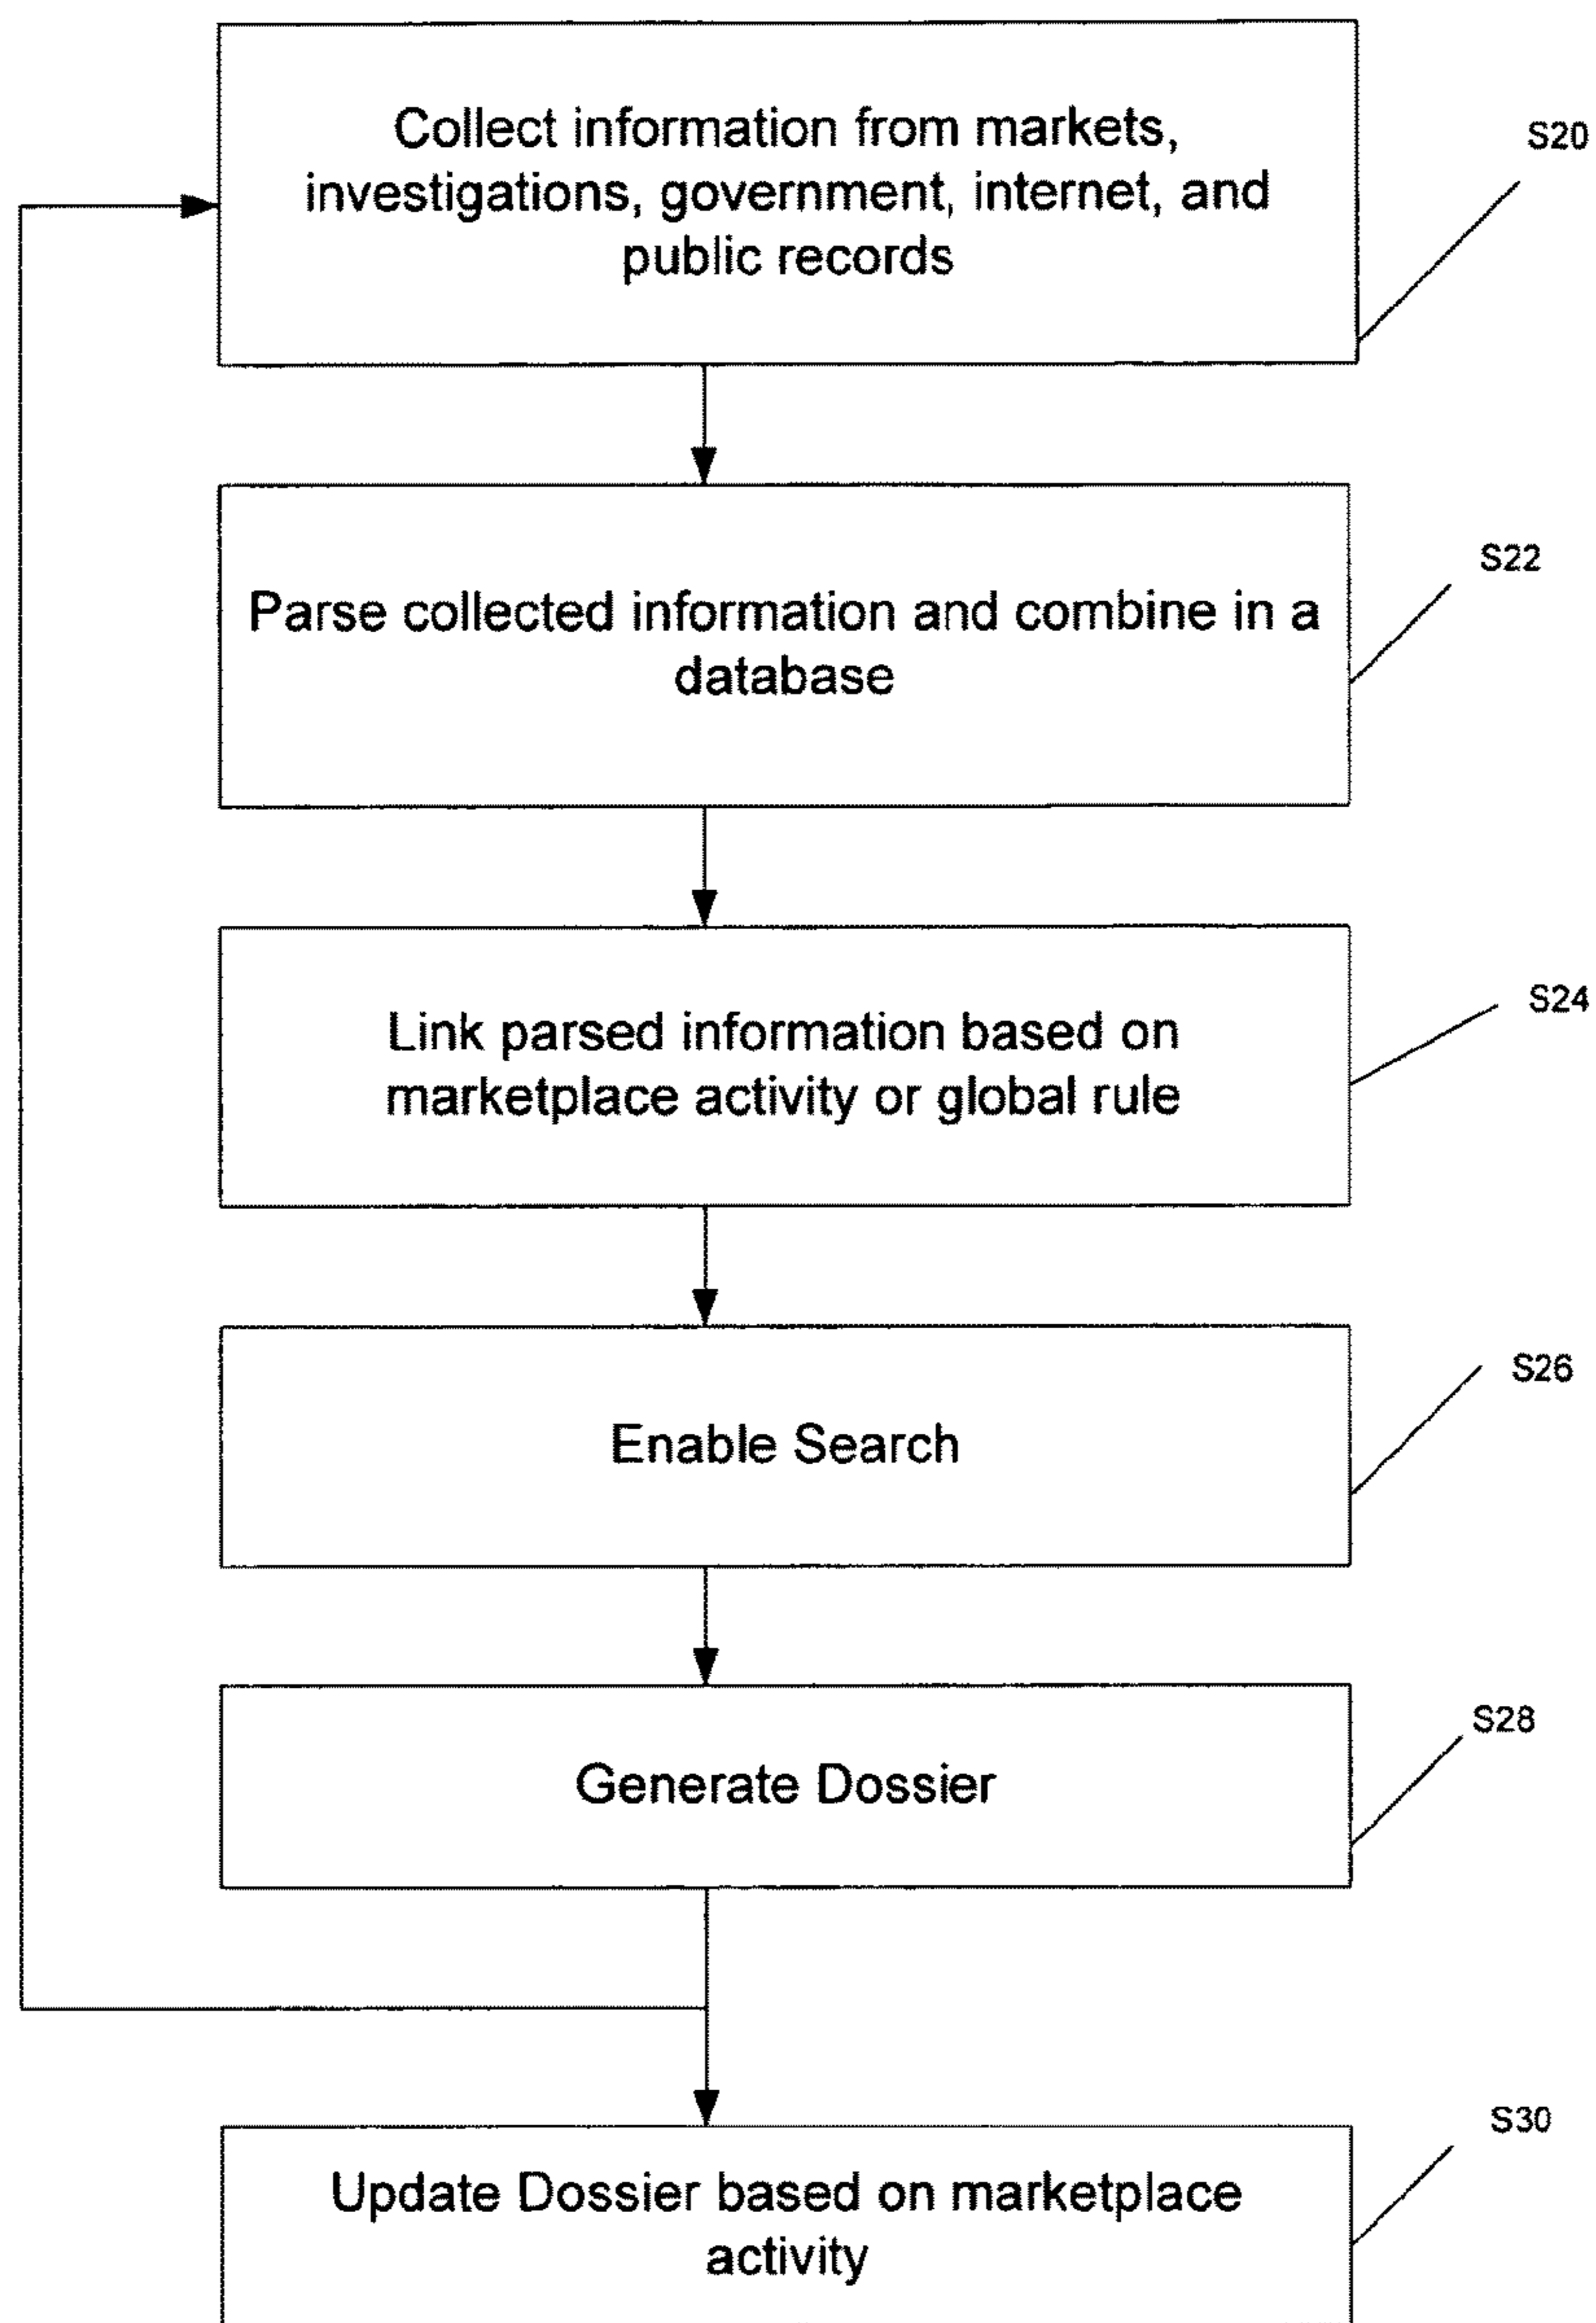 Collect information from markets,
investigations, government, internet, and
public records
S20
Parse collected information and combine in a
database
S22
Link parsed information based on
marketplace activity or global rule
S24
Enable Search
S26
Generate Dossier
S28
Update Dossier based on marketplace
activity
S30